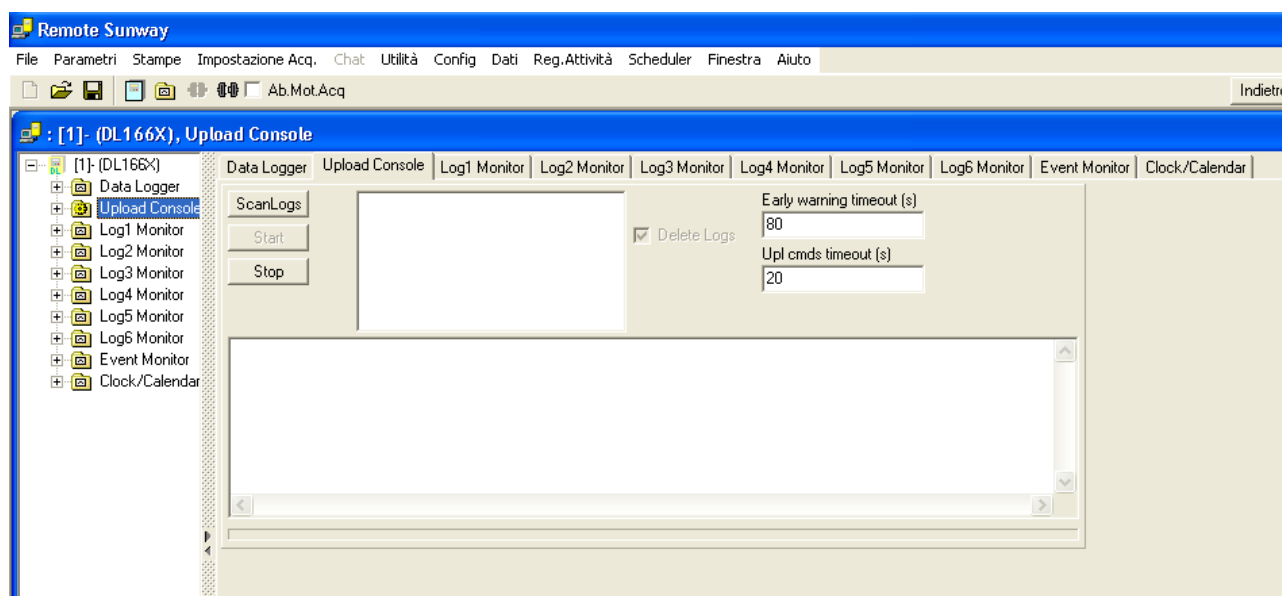 Remote Sunway
File Parametri Stampe Impostazione Acq. Chat Utilità Config Dati Reg.Attività Scheduler Finestra Aiuto
Ab.Mot.Acq
Indietro
: [1]- (DL166X), Upload Console
[1]- (DL166X)
Data Logger
Upload Console
Log1 Monitor
Log2 Monitor
Log3 Monitor
Log4 Monitor
Log5 Monitor
Log6 Monitor
Event Monitor
Clock/Calendar
Data Logger Upload Console Log1 Monitor Log2 Monitor Log3 Monitor Log4 Monitor Log5 Monitor Log6 Monitor Event Monitor Clock/Calendar
ScanLogs
Start
Stop
Delete Logs
Early warning timeout (s)
80
Upl cmds timeout (s)
20